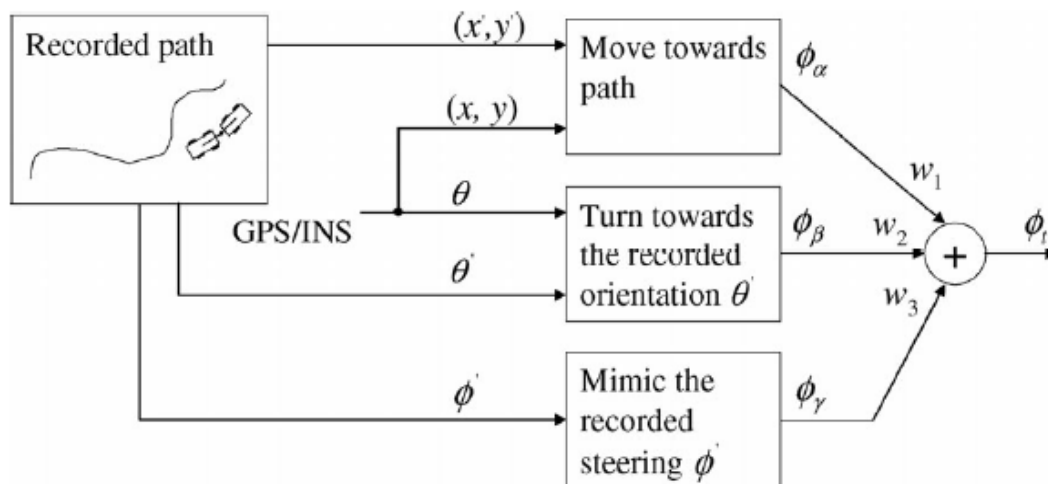 Recorded path
(x', y')
(x, y)
GPS/INS
θ
θ'
ϕ'
Move towards
path
Turn towards
the recorded
orientation θ'
Mimic the
recorded
steering ϕ'
ϕα
ϕβ
ϕγ
w1
w2
w3
+
ϕt